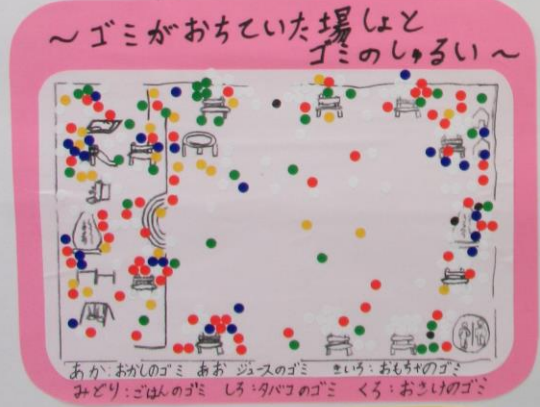 ～ゴミがおちていた場しょと
ゴミのしゅるい～
あか:おかしのゴミ あお ジュースのゴミ きいろ:おもちゃのゴミ
みどり:ごはんのゴミ しろ:タバコのゴミ くろ:おさけのゴミ